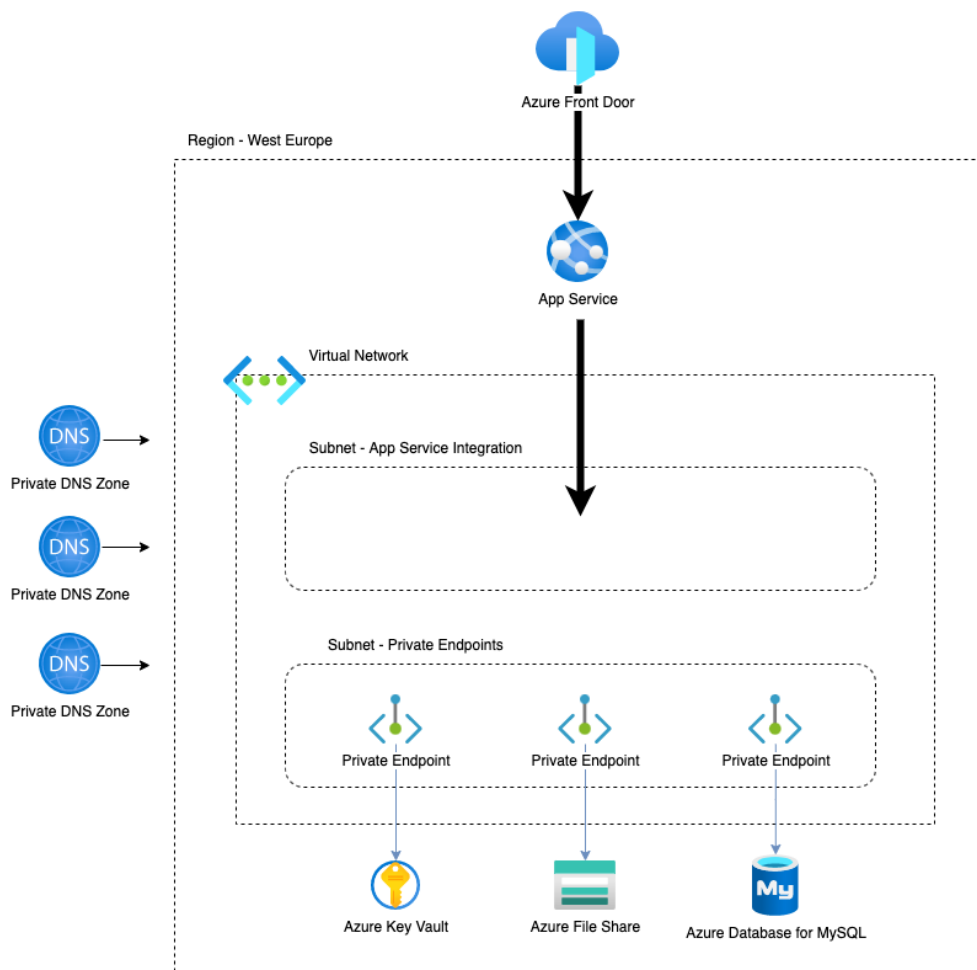 Azure Front Door
Region - West Europe
App Service
Virtual Network
Subnet - App Service Integration
DNS
Private DNS Zone
DNS
Private DNS Zone
DNS
Private DNS Zone
Subnet - Private Endpoints
Private Endpoint
Private Endpoint
Private Endpoint
My
Azure Key Vault
Azure File Share
Azure Database for MySQL